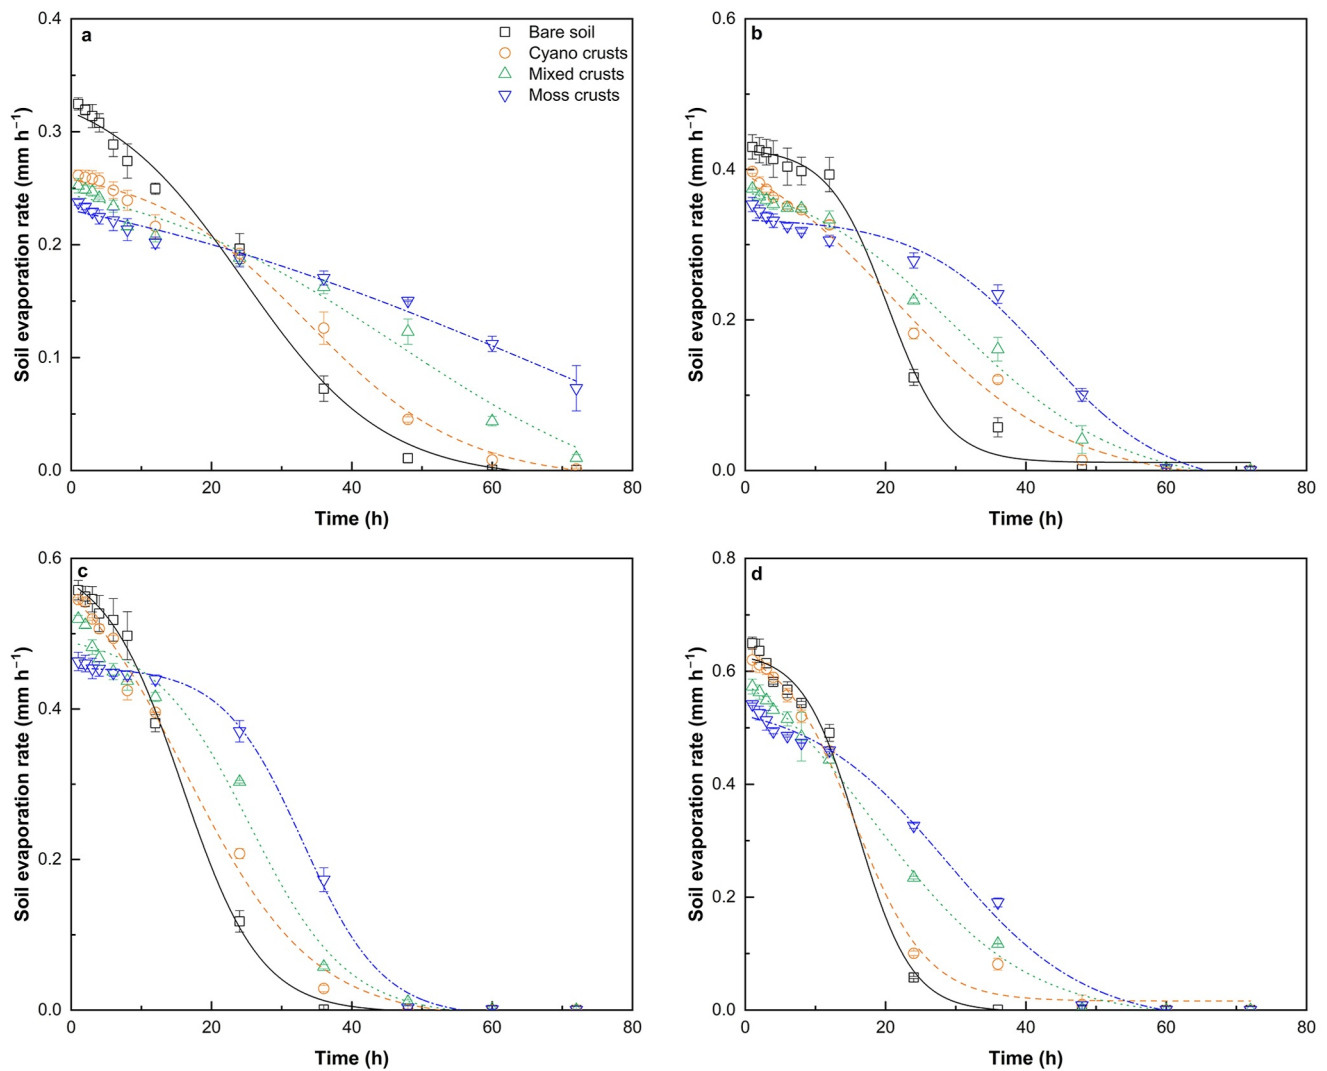 a
Bare soil
Cyano crusts
Mixed crusts
Moss crusts
Soil evaporation rate (mm h⁻¹)
0.4
0.3
0.2
0.1
0.0
0 20 40 60 80
Time (h)
b
Soil evaporation rate (mm h⁻¹)
0.6
0.4
0.2
0.0
0 20 40 60 80
Time (h)
c
Soil evaporation rate (mm h⁻¹)
0.6
0.4
0.2
0.0
0 20 40 60 80
Time (h)
d
Soil evaporation rate (mm h⁻¹)
0.8
0.6
0.4
0.2
0.0
0 20 40 60 80
Time (h)